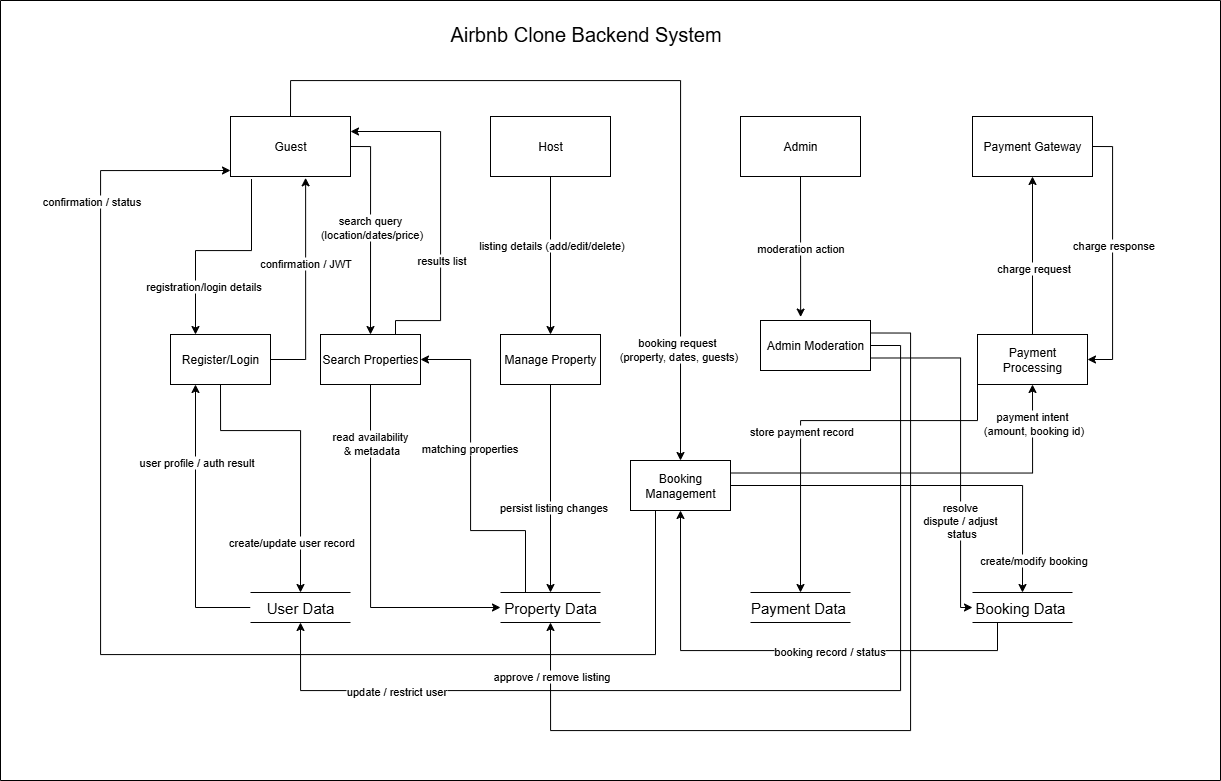 Airbnb Clone Backend System
Guest
Host
Admin
Payment Gateway
confirmation / status
search query
(location/dates/price)
listing details (add/edit/delete)
moderation action
charge response
confirmation / JWT
results list
charge request
registration/login details
booking request
(property, dates, guests)
Register/Login
Search Properties
Manage Property
Admin Moderation
Payment
Processing
payment intent
(amount, booking id)
store payment record
read availability
& metadata
matching properties
user profile / auth result
Booking
Management
persist listing changes
resolve
dispute / adjust
status
create/update user record
create/modify booking
User Data
Property Data
Payment Data
Booking Data
booking record / status
approve / remove listing
update / restrict user